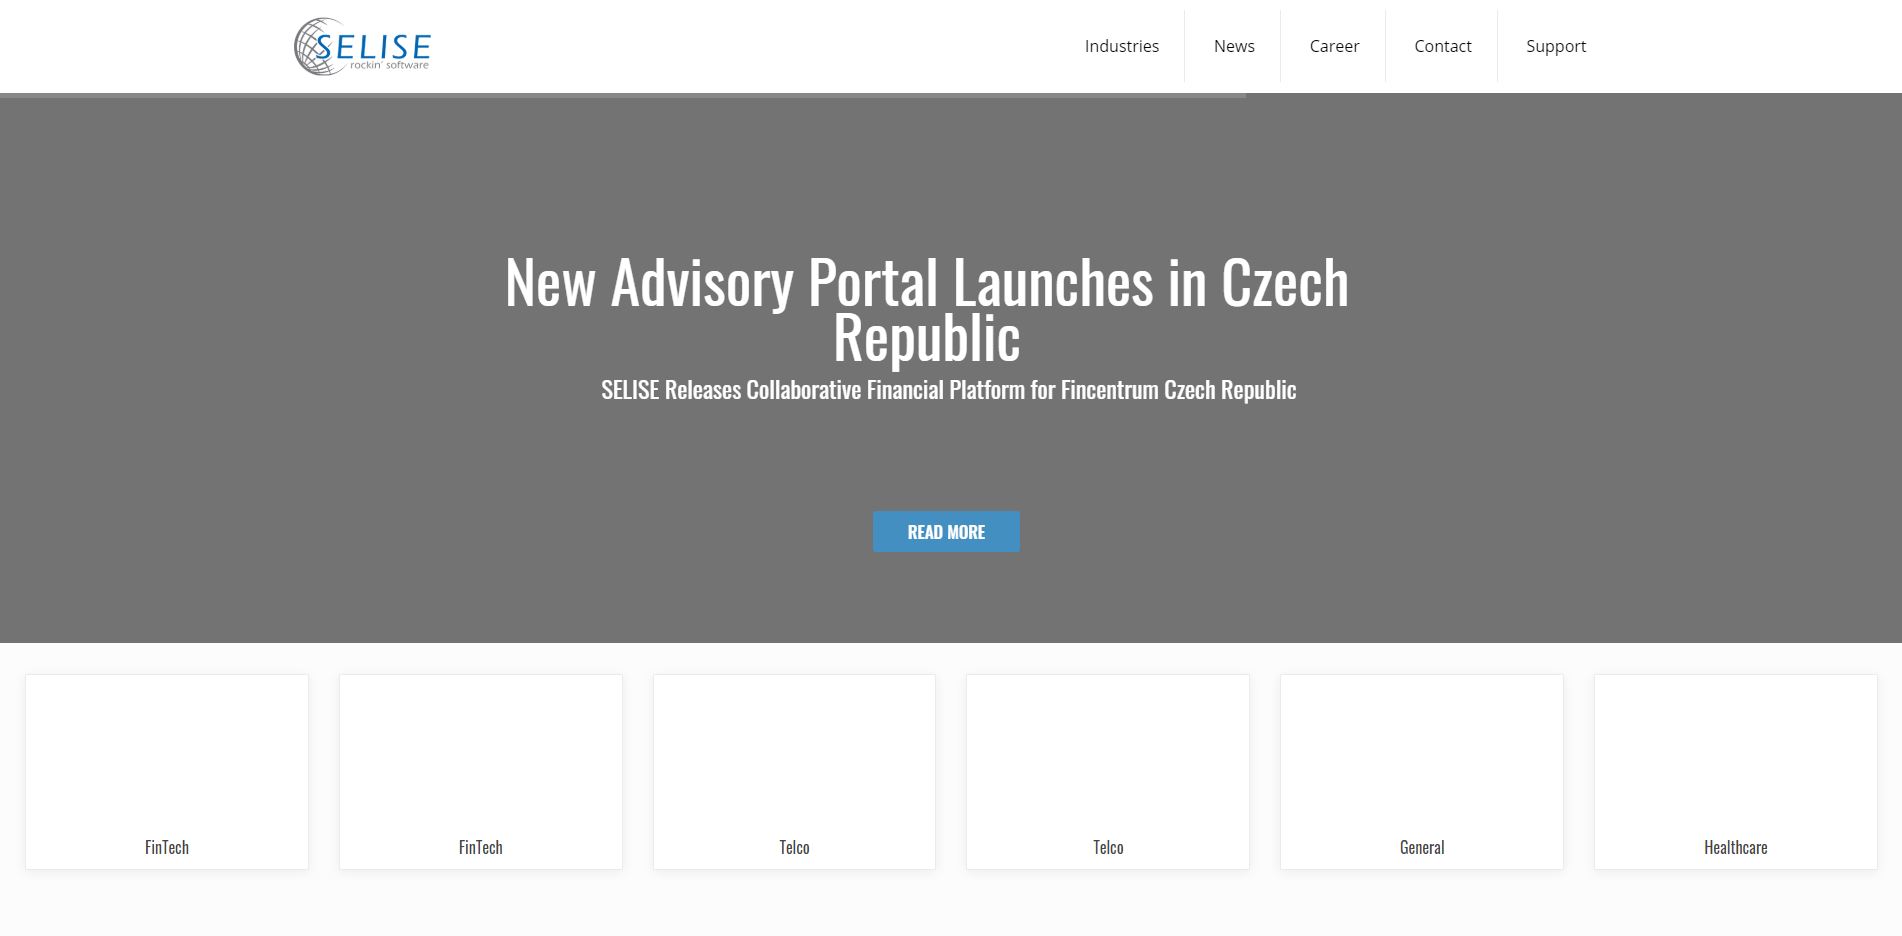 SELISE
rockin' software
Industries
News
Career
Contact
Support
New Advisory Portal Launches in Czech
Republic
SELISE Releases Collaborative Financial Platform for Fincentrum Czech Republic
READ MORE
FinTech
FinTech
Telco
Telco
General
Healthcare